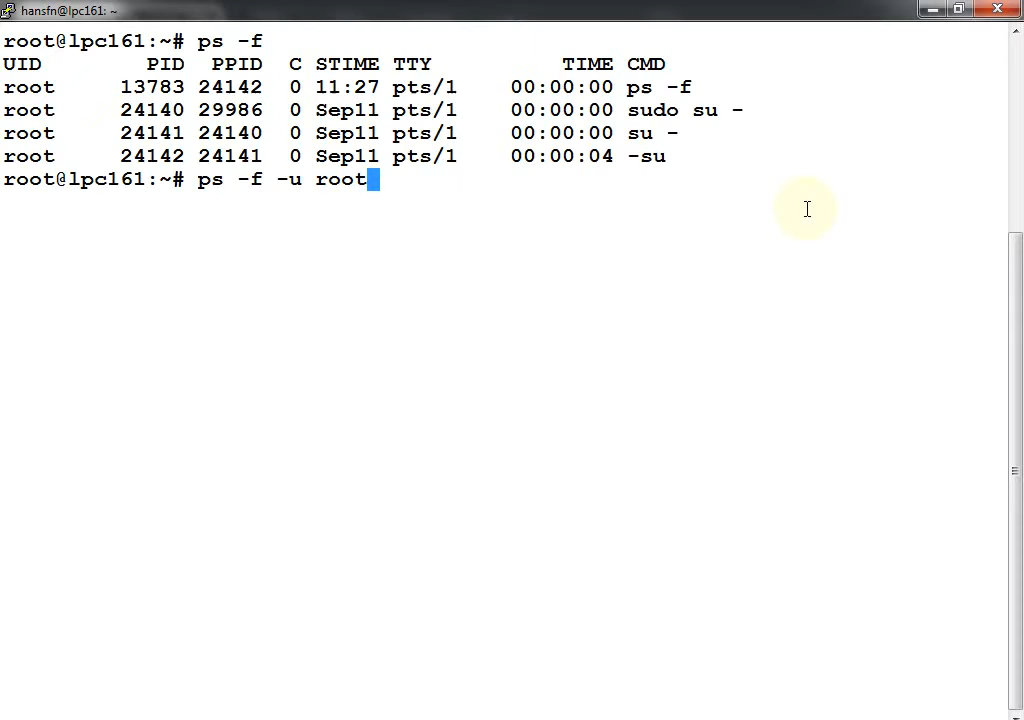 hansfn@lpc161: ~
root@lpc161:~# ps -f
UID        PID  PPID  C STIME TTY          TIME CMD
root     13783 24142  0 11:27 pts/1    00:00:00 ps -f
root     24140 29986  0 Sep11 pts/1    00:00:00 sudo su -
root     24141 24140  0 Sep11 pts/1    00:00:00 su -
root     24142 24141  0 Sep11 pts/1    00:00:04 -su
root@lpc161:~# ps -f -u root